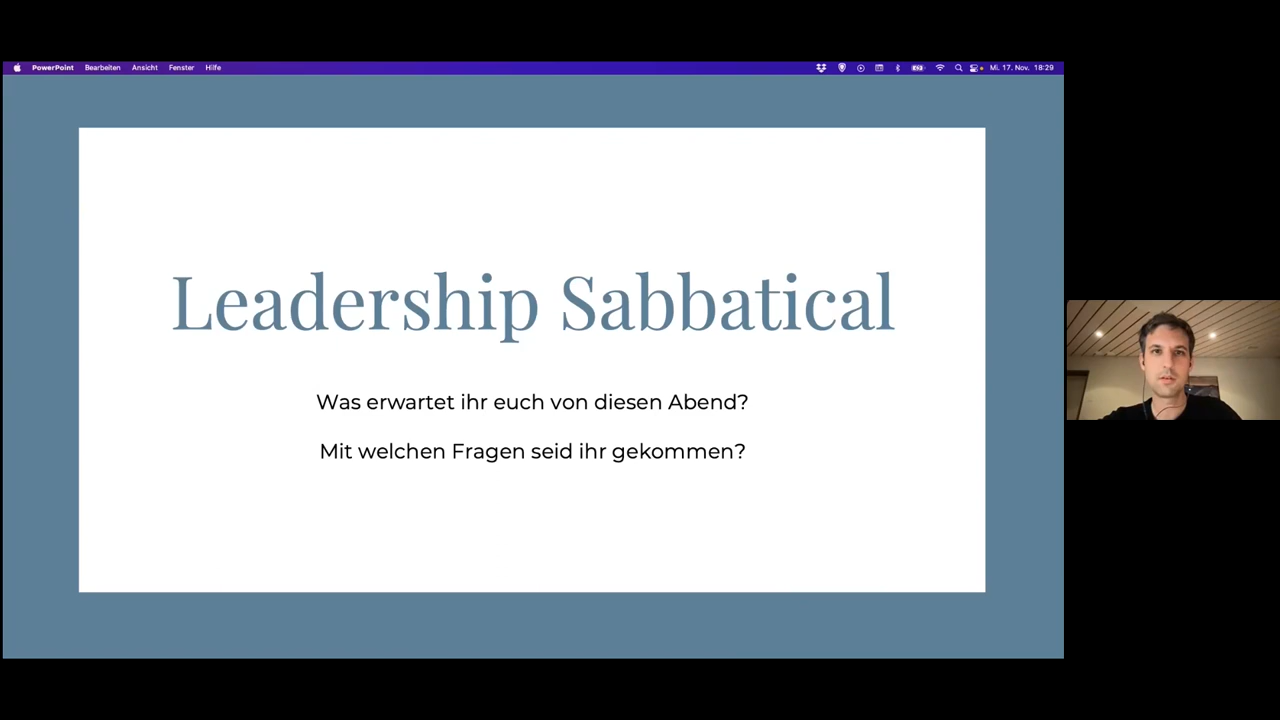 PowerPoint Bearbeiten Ansicht Fenster Hilfe Mi. 17. Nov. 18:29
Leadership Sabbatical
Was erwartet ihr euch von diesen Abend?
Mit welchen Fragen seid ihr gekommen?